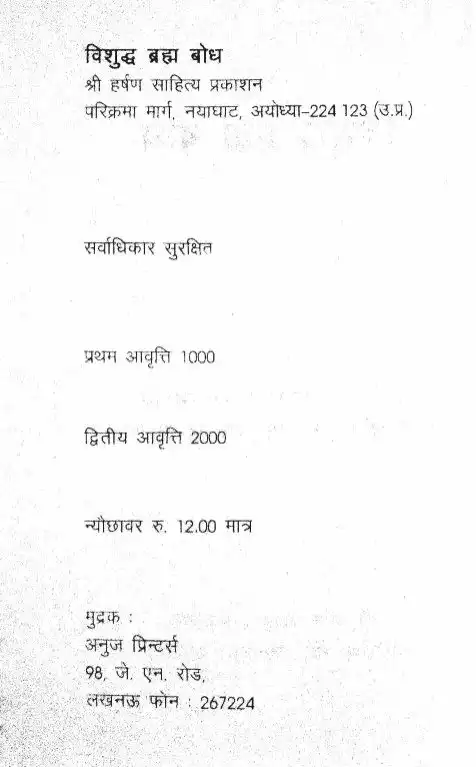 विशुद्ध ब्रह्म बोध
श्री हर्षण साहित्य प्रकाशन
परिक्रमा मार्ग, नयाघाट, अयोध्या–224 123 (उ.प्र.)
सर्वाधिकार सुरक्षित
प्रथम आवृत्ति 1000
द्वितीय आवृत्ति 2000
न्यौछावर रु. 12.00 मात्र
मुद्रक :
अनुज प्रिन्टर्स
98, जे. एन. रोड,
लखनऊ फोन : 267224